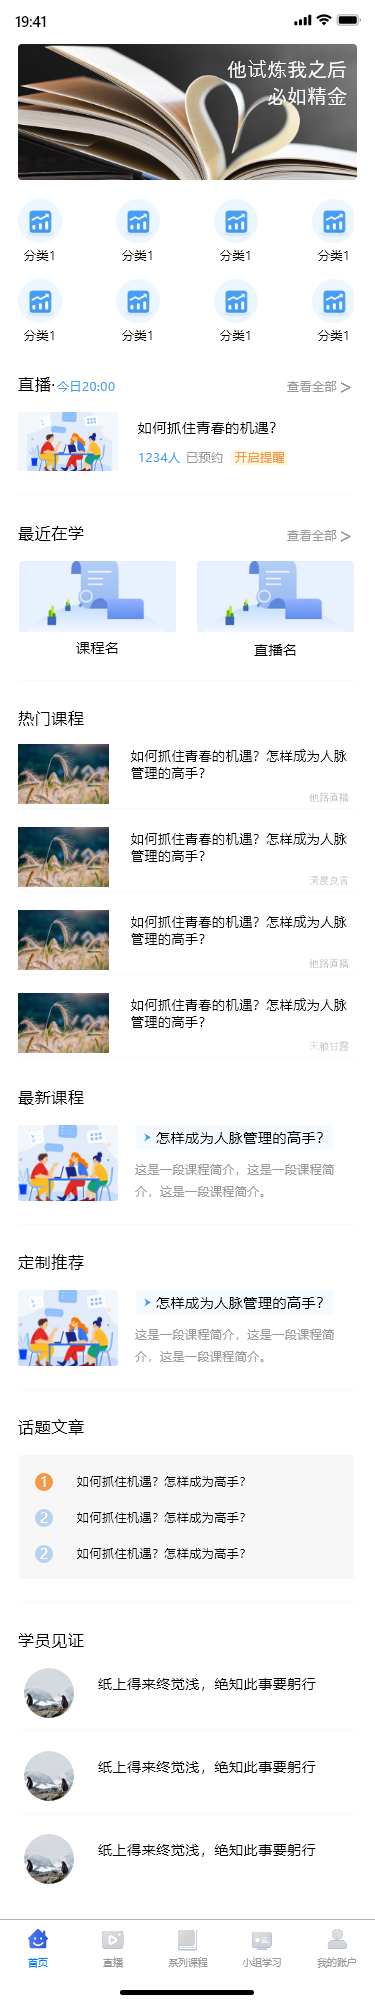 19:41
他试炼我之后
必如精金
分类1 分类1 分类1 分类1
分类1 分类1 分类1 分类1
直播·今日20:00 查看全部 >
如何抓住青春的机遇？
1234人 已预约 开启提醒
最近在学 查看全部 >
课程名 直播名
热门课程
如何抓住青春的机遇？怎样成为人脉
管理的高手？
他路直播
如何抓住青春的机遇？怎样成为人脉
管理的高手？
清晨良言
如何抓住青春的机遇？怎样成为人脉
管理的高手？
他路直播
如何抓住青春的机遇？怎样成为人脉
管理的高手？
天粮甘露
最新课程
怎样成为人脉管理的高手？
这是一段课程简介，这是一段课程简
介，这是一段课程简介。
定制推荐
怎样成为人脉管理的高手？
这是一段课程简介，这是一段课程简
介，这是一段课程简介。
话题文章
1 如何抓住机遇？怎样成为高手？
2 如何抓住机遇？怎样成为高手？
2 如何抓住机遇？怎样成为高手？
学员见证
纸上得来终觉浅，绝知此事要躬行
纸上得来终觉浅，绝知此事要躬行
纸上得来终觉浅，绝知此事要躬行
首页 直播 系列课程 小组学习 我的账户